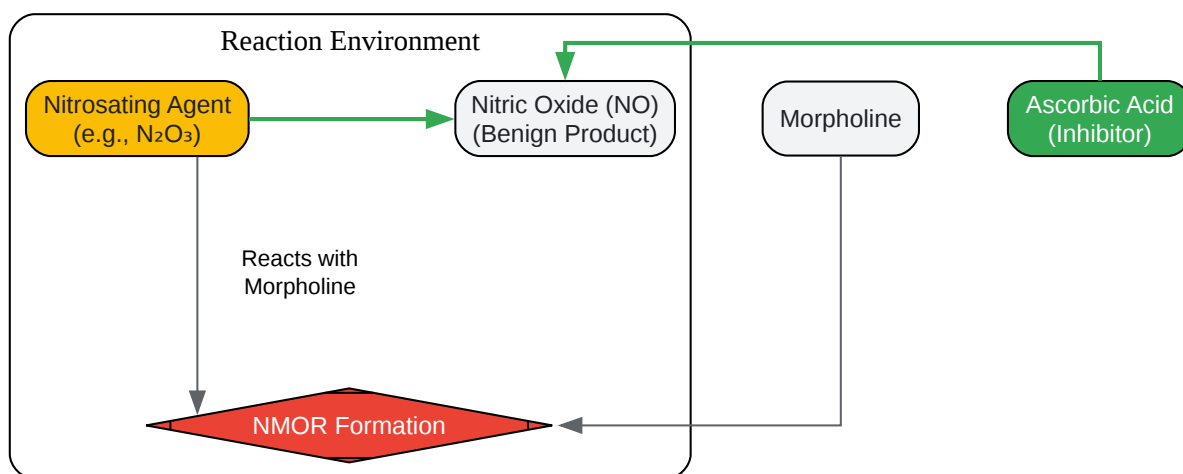 Reaction Environment
Nitrosating Agent
(e.g., N₂O₃)
Nitric Oxide (NO)
(Benign Product)
Morpholine
Ascorbic Acid
(Inhibitor)
Reacts with
Morpholine
NMOR Formation